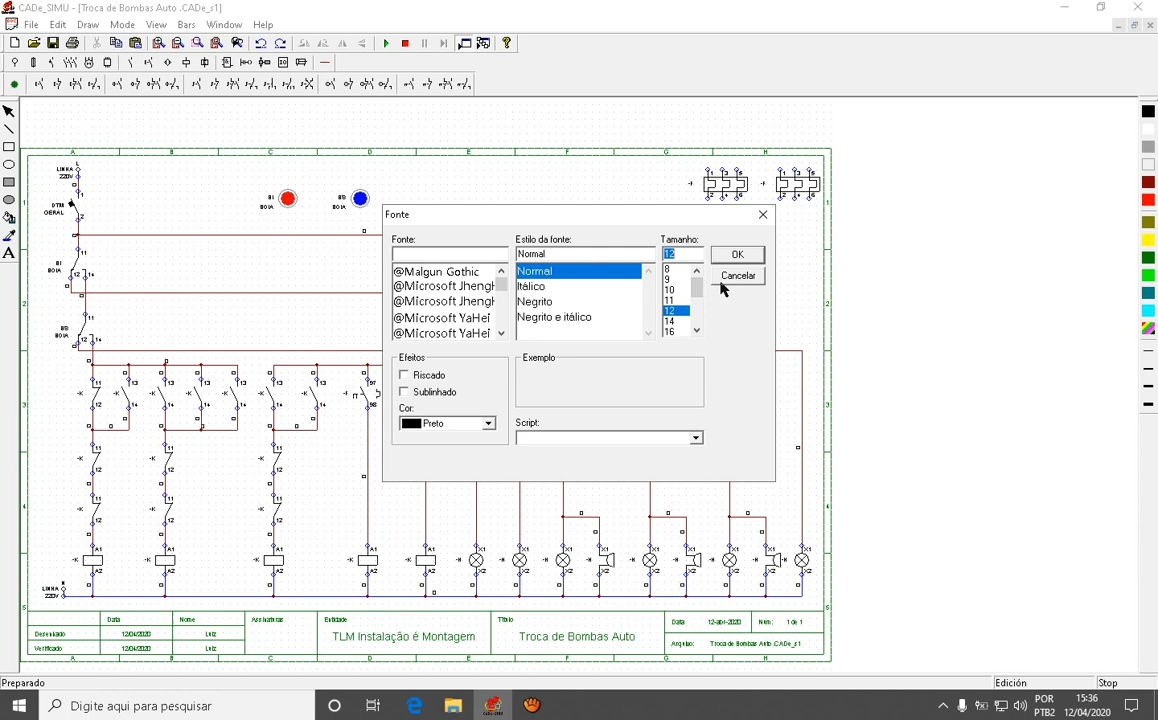 CADe_SIMU - [Troca de Bombas Auto .CADe_s1]
File Edit Draw Mode View Bars Window Help
A B C D E F G H
LINHA 220V
L
DTM GERAL
B1 BOIA
B2 BOIA
Fonte
Fonte: Estilo da fonte: Tamanho:
Normal 12 OK
@Malgun Gothic Normal 8 Cancelar
@Microsoft JhengH Itálico 9
@Microsoft JhengH Negrito 10
@Microsoft YaHei Negrito e itálico 11
@Microsoft YaHei 12
14
16
Efeitos Exemplo
Riscado
Sublinhado
Cor: Script:
Preto
LINHA 220V
N
Data Nome Assinaturas Entidade Título Data: 12-abr-2020 Num: 1 de 1
Desenhado 12/04/2020 Luiz TLM Instalação é Montagem Troca de Bombas Auto
Verificado 12/04/2020 Luiz Arquivo: Troca de Bombas Auto .CADe_s1
A B C D E F G H
Preparado Edición Stop
Digite aqui para pesquisar
POR PTB2
15:36
12/04/2020